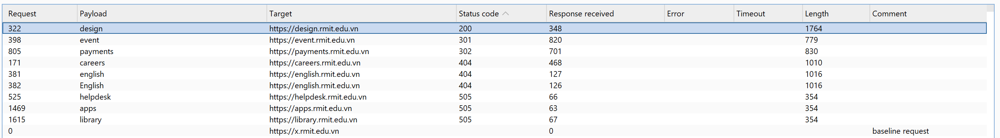 Request Payload Target Status code Response received Error Timeout Length Comment
322 design https://design.rmit.edu.vn 200 348 1764
398 event https://event.rmit.edu.vn 301 820 779
805 payments https://payments.rmit.edu.vn 302 701 830
171 careers https://careers.rmit.edu.vn 404 468 1010
381 english https://english.rmit.edu.vn 404 127 1016
382 English https://english.rmit.edu.vn 404 126 1016
525 helpdesk https://helpdesk.rmit.edu.vn 505 66 354
1469 apps https://apps.rmit.edu.vn 505 63 354
1615 library https://library.rmit.edu.vn 505 67 354
0 https://x.rmit.edu.vn 0 baseline request